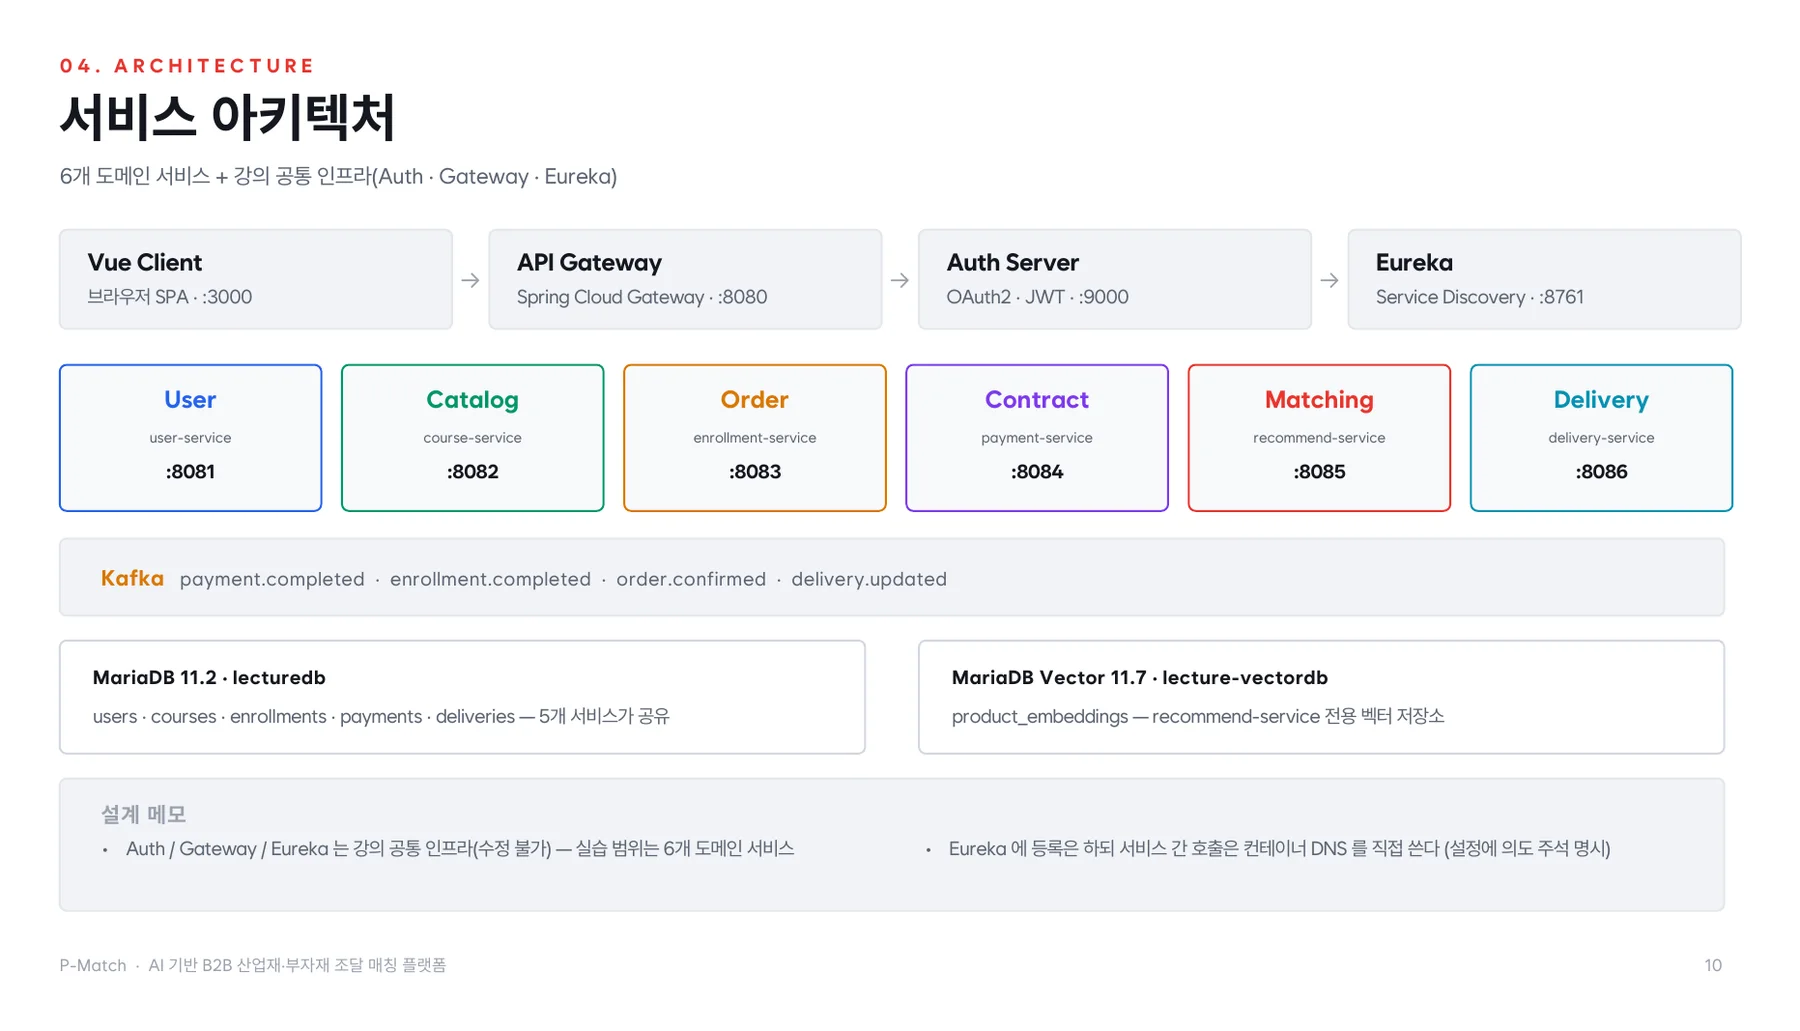 04. ARCHITECTURE
서비스 아키텍처
6개 도메인 서비스 + 강의 공통 인프라(Auth · Gateway · Eureka)
Vue Client
브라우저 SPA · :3000
→
API Gateway
Spring Cloud Gateway · :8080
→
Auth Server
OAuth2 · JWT · :9000
→
Eureka
Service Discovery · :8761
User
user-service
:8081
Catalog
course-service
:8082
Order
enrollment-service
:8083
Contract
payment-service
:8084
Matching
recommend-service
:8085
Delivery
delivery-service
:8086
Kafka payment.completed · enrollment.completed · order.confirmed · delivery.updated
MariaDB 11.2 · lecturedb
users · courses · enrollments · payments · deliveries — 5개 서비스가 공유
MariaDB Vector 11.7 · lecture-vectordb
product_embeddings — recommend-service 전용 벡터 저장소
설계 메모
• Auth / Gateway / Eureka 는 강의 공통 인프라(수정 불가) — 실습 범위는 6개 도메인 서비스
• Eureka 에 등록은 하되 서비스 간 호출은 컨테이너 DNS 를 직접 쓴다 (설정에 의도 주석 명시)
P-Match · AI 기반 B2B 산업재·부자재 조달 매칭 플랫폼
10